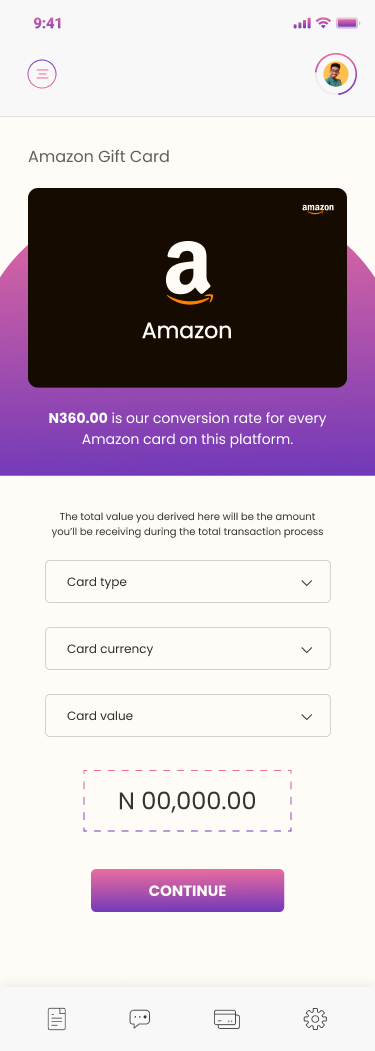 9:41
Amazon Gift Card
amazon
a
Amazon
N360.00 is our conversion rate for every
Amazon card on this platform.
The total value you derived here will be the amount
you'll be receiving during the total transaction process
Card type
Card currency
Card value
N 00,000.00
CONTINUE